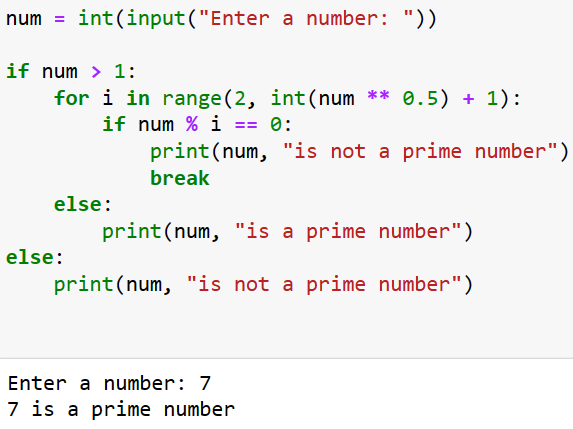 num = int(input("Enter a number: "))

if num > 1:
    for i in range(2, int(num ** 0.5) + 1):
        if num % i == 0:
            print(num, "is not a prime number")
            break
    else:
        print(num, "is a prime number")
else:
    print(num, "is not a prime number")

Enter a number: 7
7 is a prime number